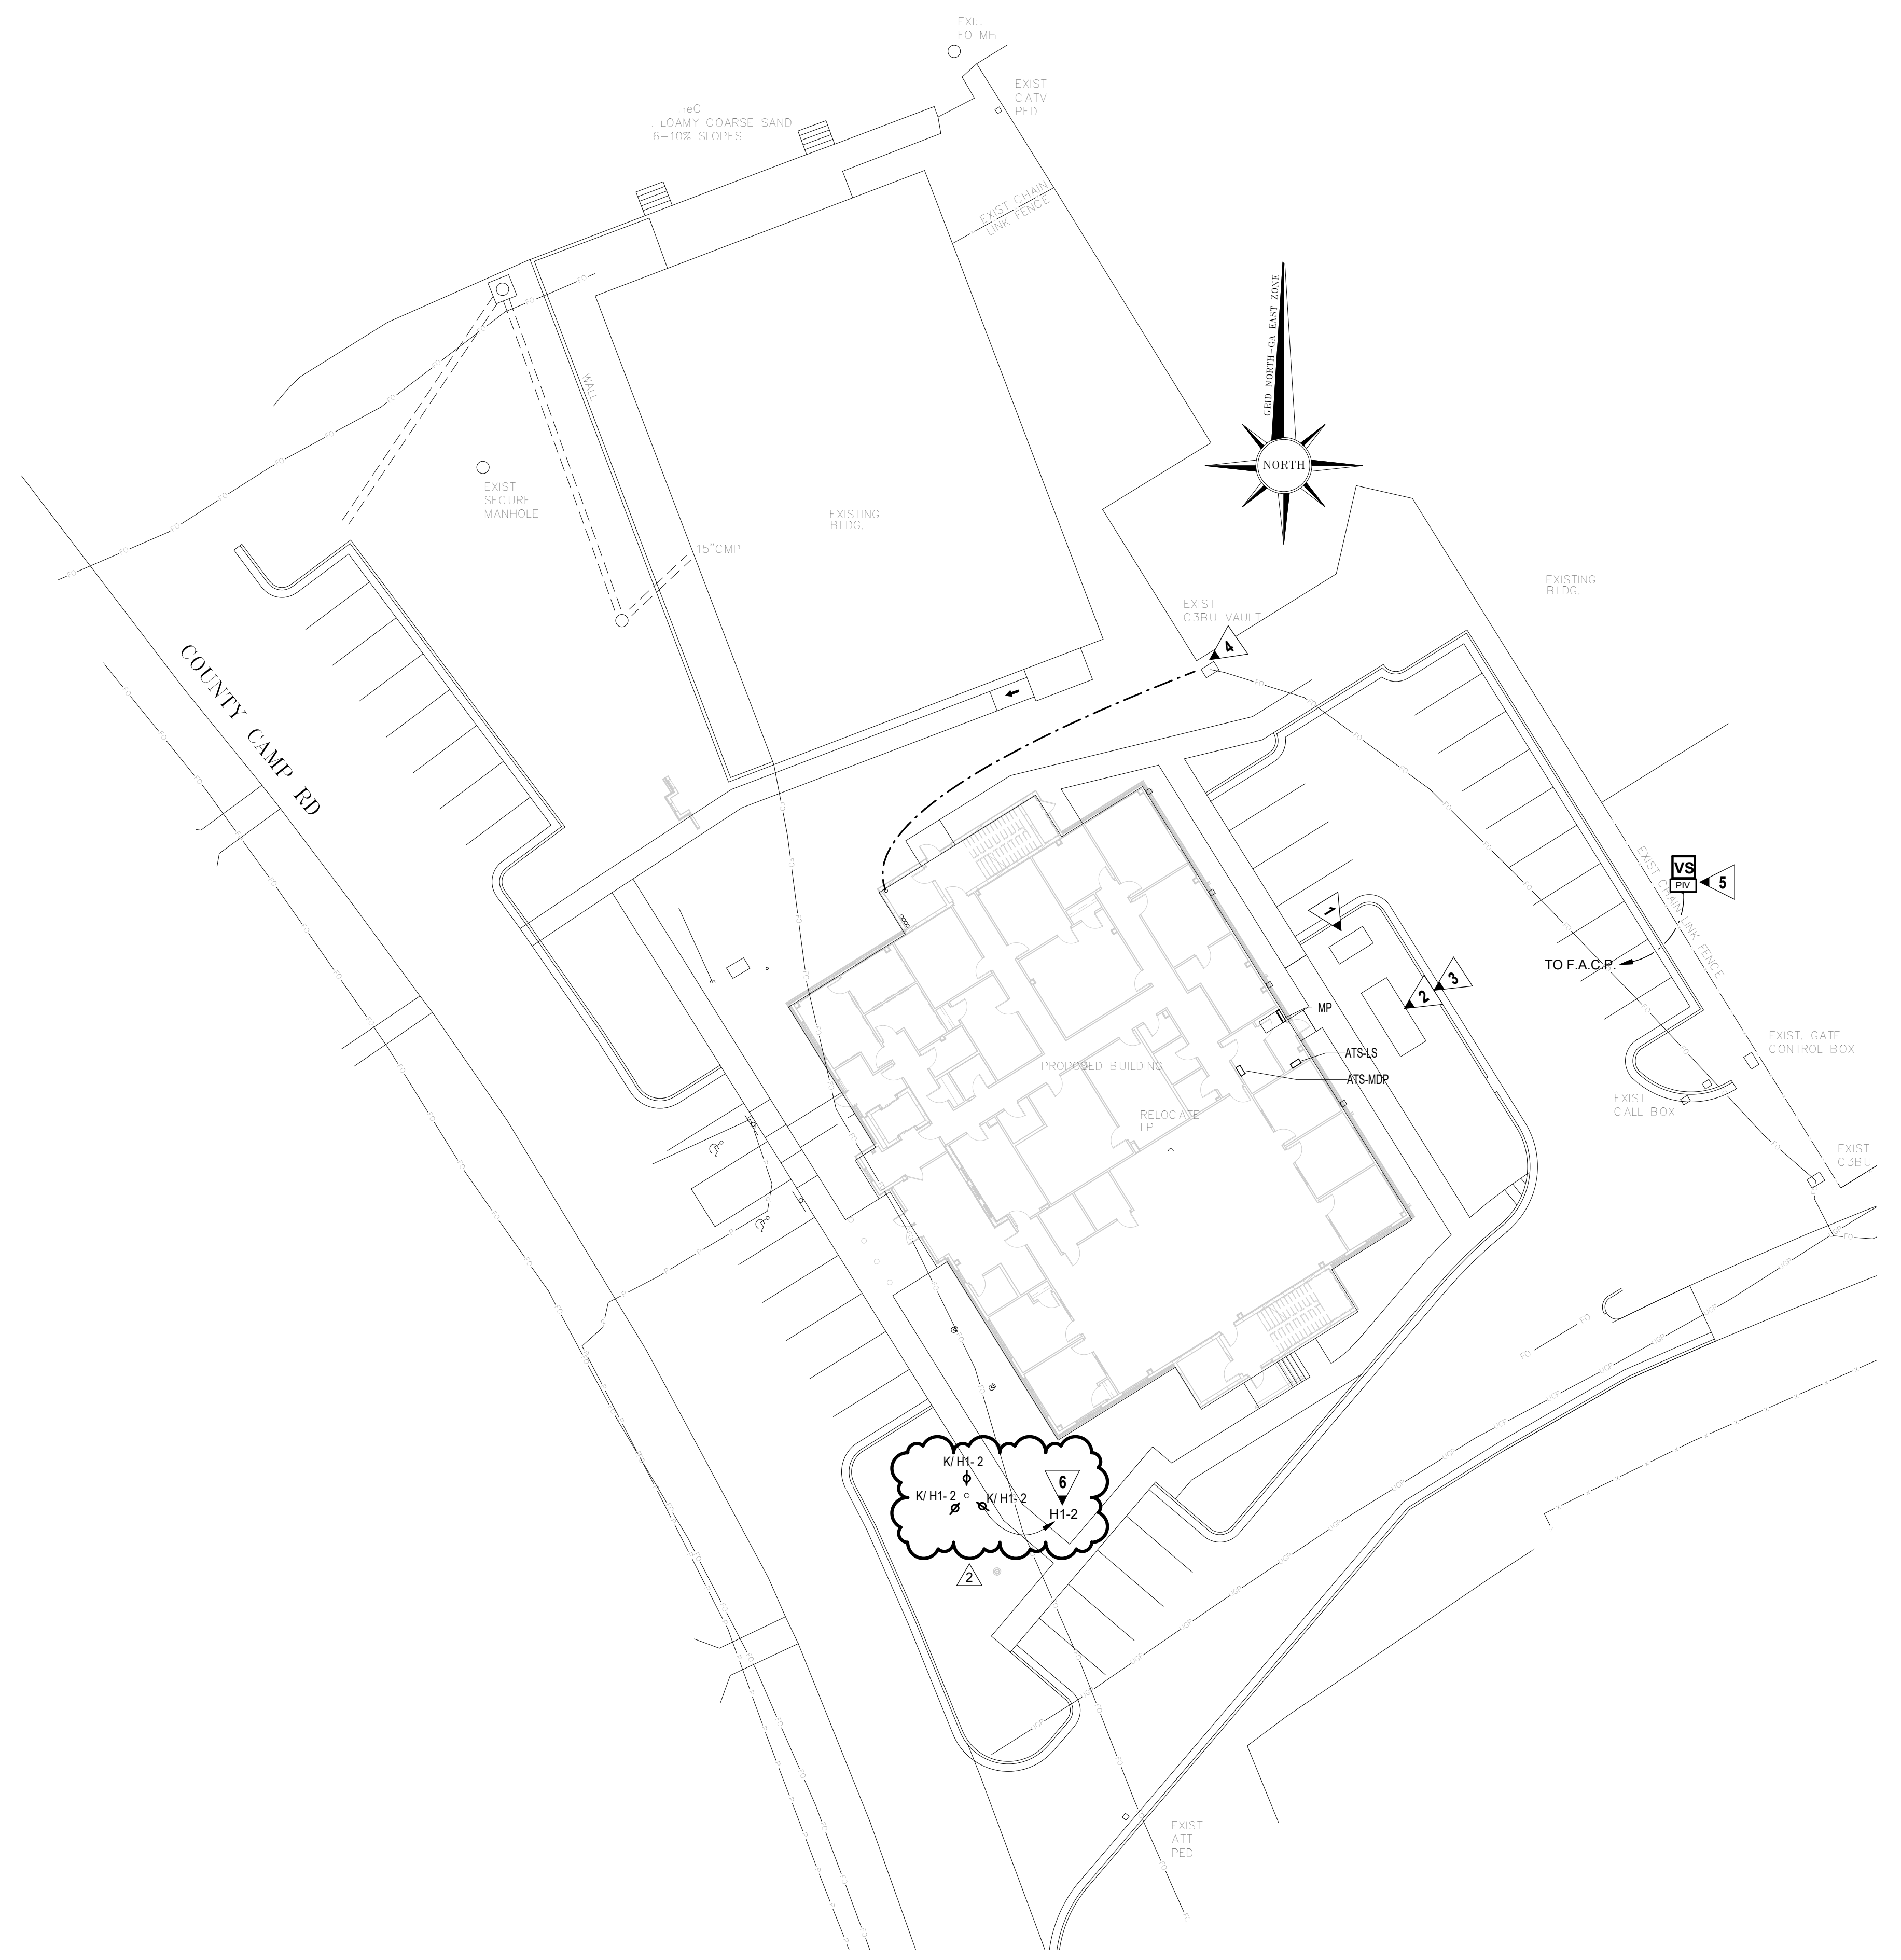 FO MH
EXIST
CATV
PED
LOAMY COARSE SAND
6-10% SLOPES
EXIST CHAIN
LINK FENCE
GRID NORTH-GA EAST ZONE
NORTH
WALL
EXIST
SECURE
MANHOLE
EXISTING
BLDG.
15"CMP
EXISTING
BLDG.
EXIST
C3BU VAULT
4
COUNTY CAMP RD
VS
PIV
5
EXIST CHAIN LINK FENCE
TO F.A.C.P.
1
2
3
MP
ATS-LS
ATS-MDP
PROPOSED BUILDING
RELOCATE
LP
EXIST. GATE
CONTROL BOX
EXIST
CALL BOX
EXIST
C3BU
K/ H1- 2
K/ H1- 2
K/ H1- 2
6
H1-2
2
EXIST
ATT
PED
FO
FO